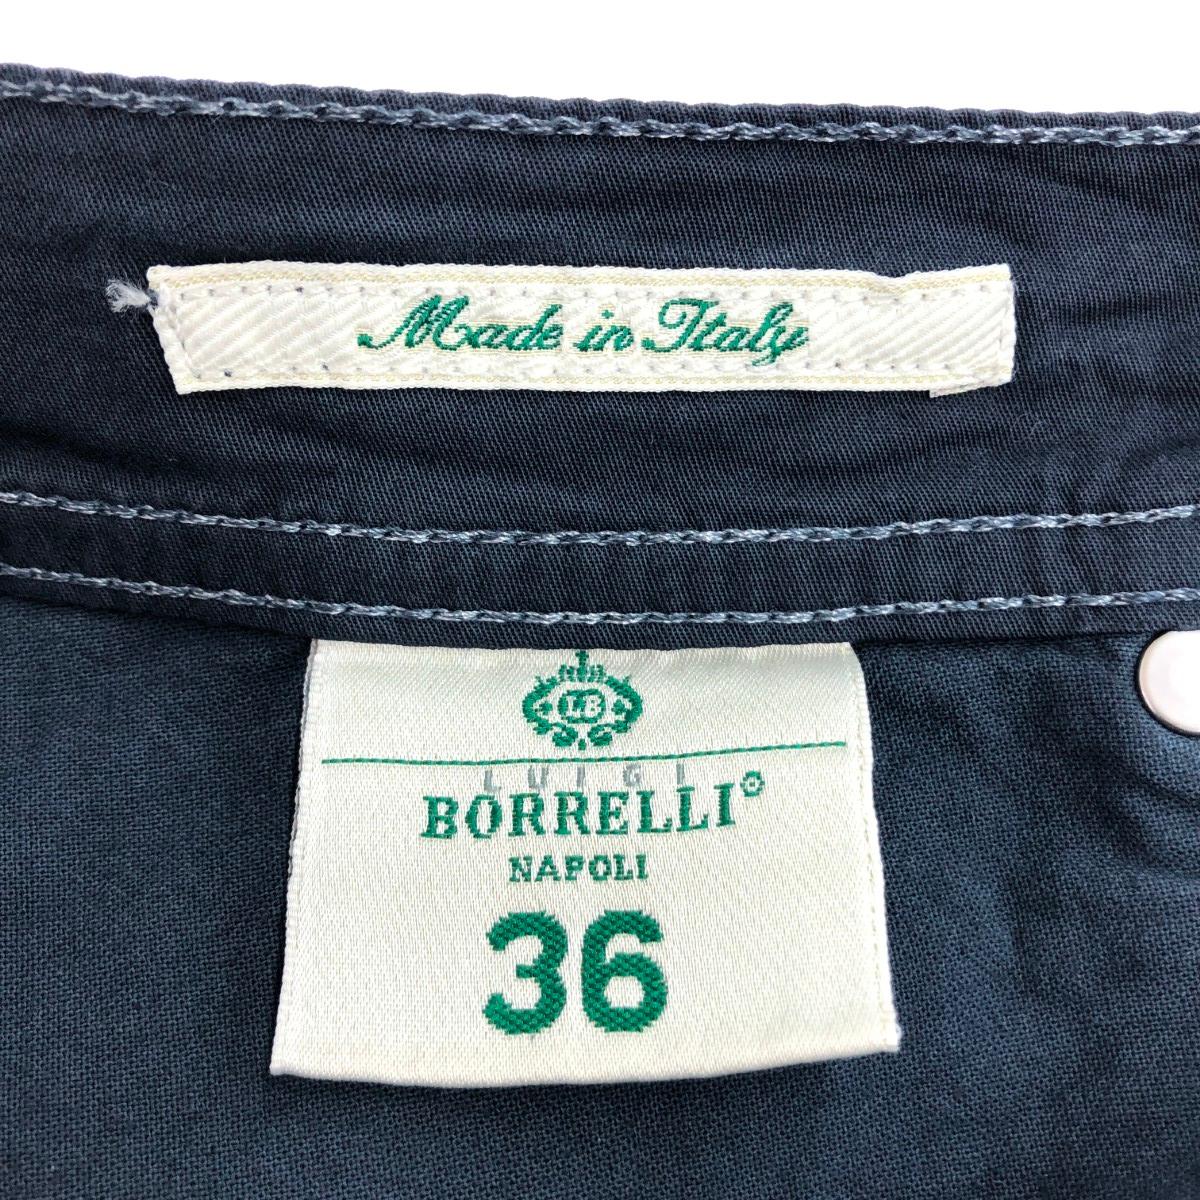 Made in Italy
LB
LUIGI
BORRELLI®
NAPOLI
36